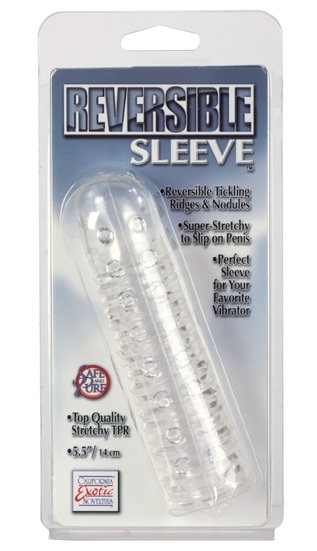 REVERSIBLE
SLEEVE™
•Reversible Tickling
Ridges & Nodules
•Super-Stretchy
to Slip on Penis
•Perfect
Sleeve
for Your
Favorite
Vibrator
SAFE
AND
PURE
•Top Quality
Stretchy TPR
•5.5"/14 cm
CALIFORNIA
Exotic
NOVELTIES